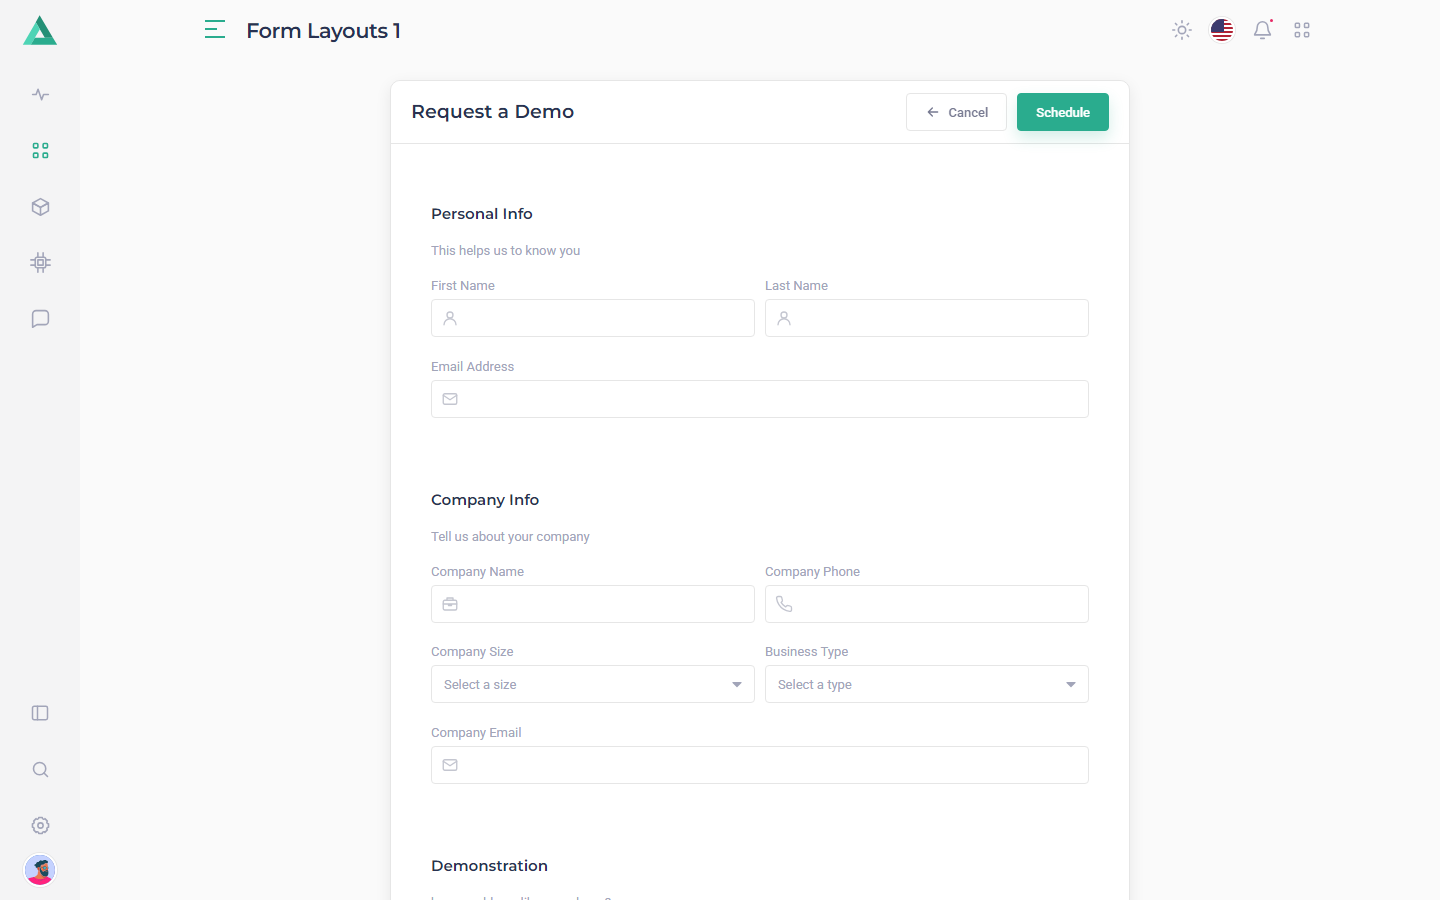 Form Layouts 1
Request a Demo
Cancel
Schedule
Personal Info
This helps us to know you
First Name
Last Name
Email Address
Company Info
Tell us about your company
Company Name
Company Phone
Company Size
Business Type
Select a size
Select a type
Company Email
Demonstration